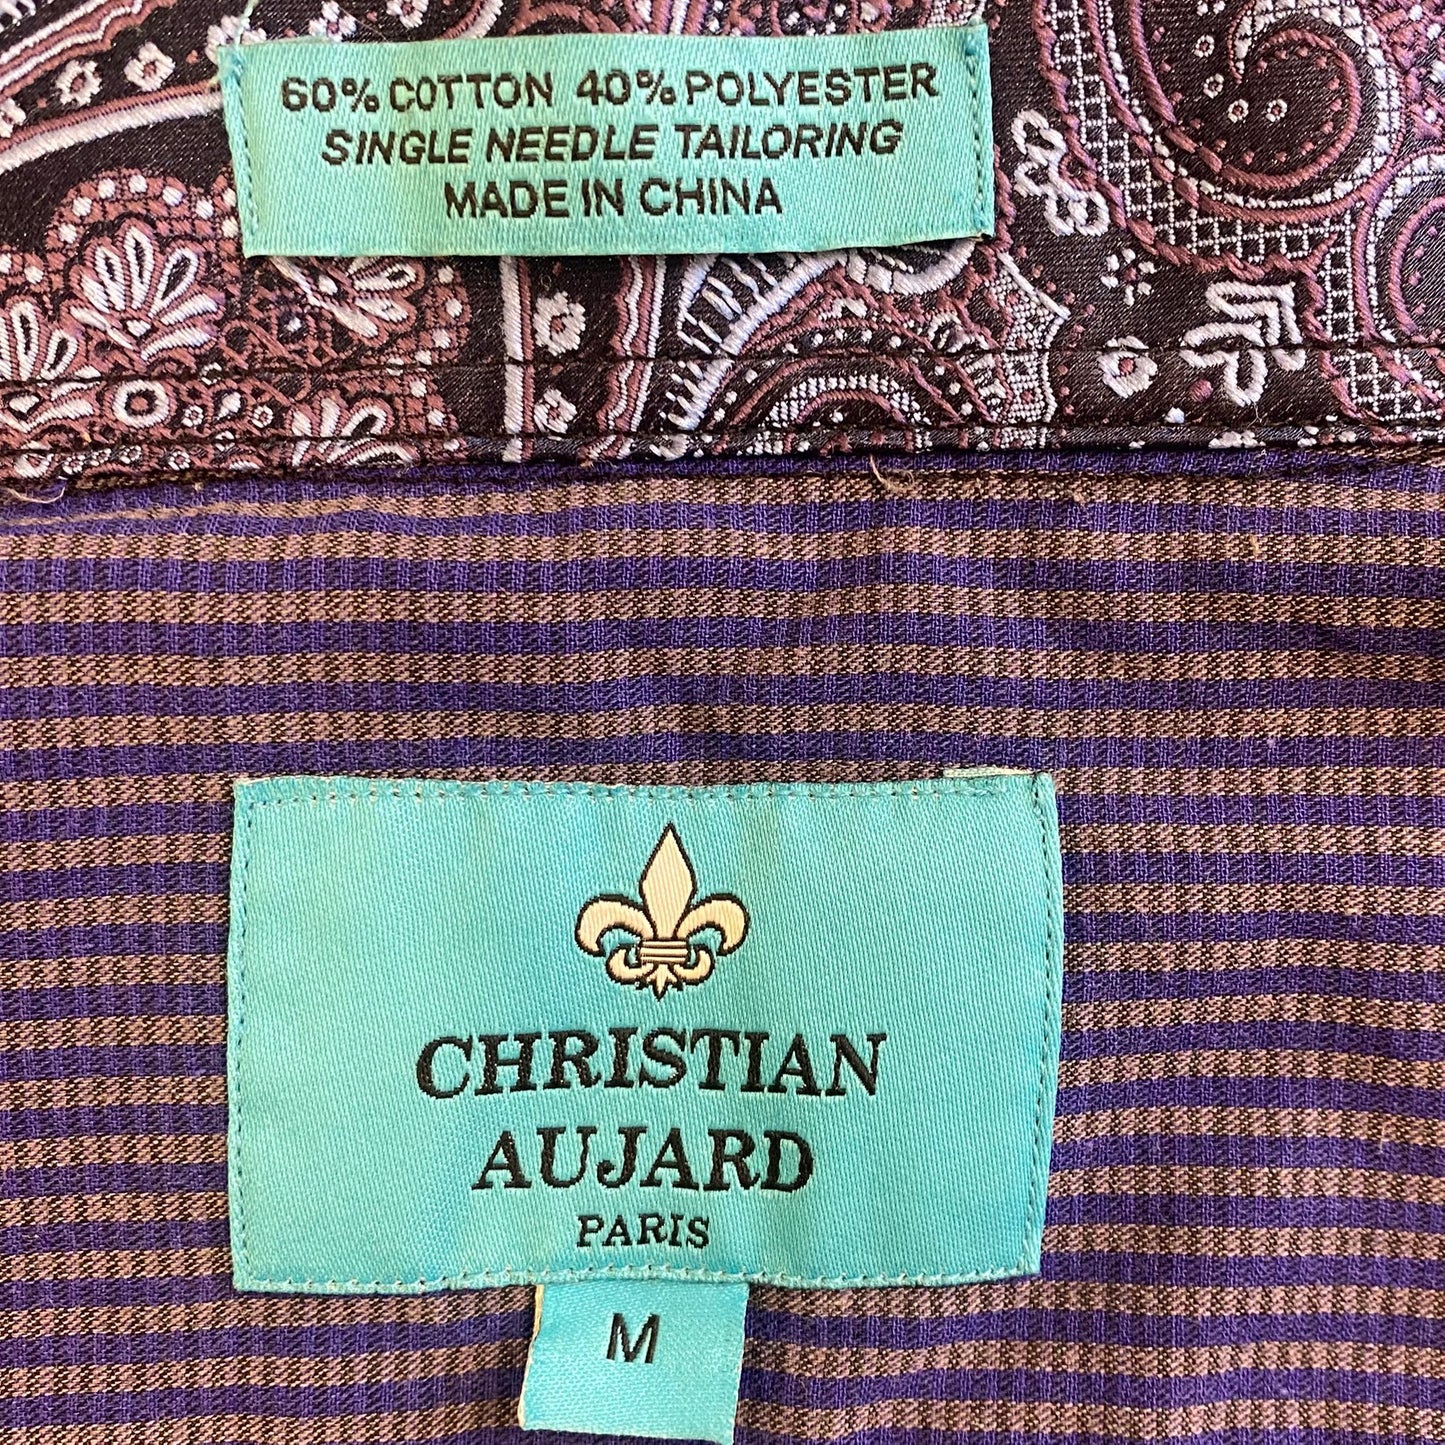 60% COTTON 40% POLYESTER
SINGLE NEEDLE TAILORING
MADE IN CHINA
CHRISTIAN
AUJARD
PARIS
M